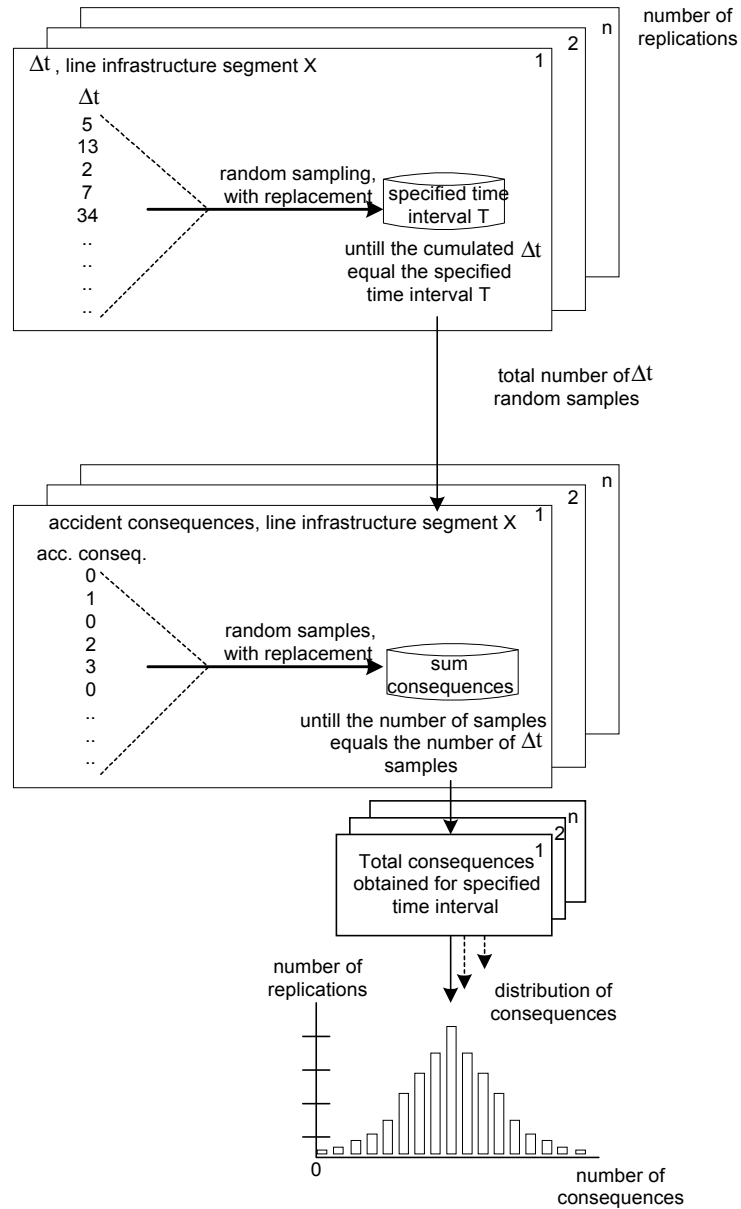 number of
replications
n
2
1
Δt , line infrastructure segment X
Δt
5
13
2
7
34
..
..
..
..
random sampling,
with replacement
specified time
interval T
untill the cumulated Δt
equal the specified
time interval T
total number of Δt
random samples
n
2
1
accident consequences, line infrastructure segment X
acc. conseq.
0
1
0
2
3
0
..
..
..
random samples,
with replacement
sum
consequences
untill the number of samples
equals the number of Δt
samples
n
2
1
Total consequences
obtained for specified
time interval
number of
replications
distribution of
consequences
0
number of
consequences